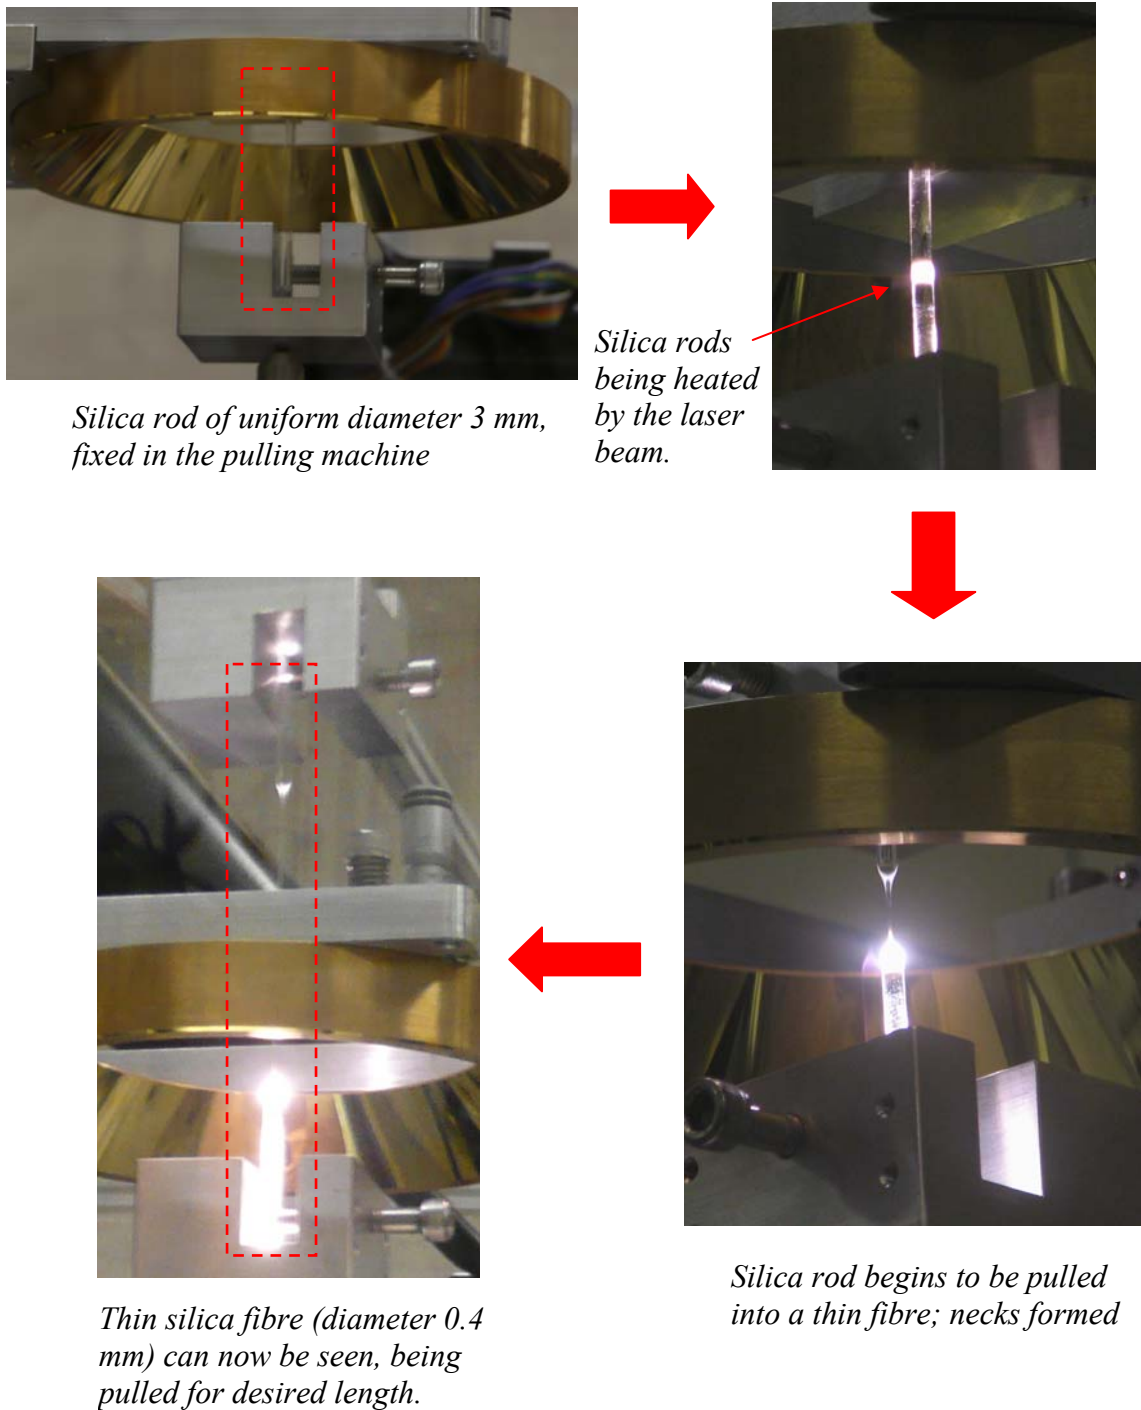 Silica rod of uniform diameter 3 mm,
fixed in the pulling machine
Silica rods
being heated
by the laser
beam.
Silica rod begins to be pulled
into a thin fibre; necks formed
Thin silica fibre (diameter 0.4
mm) can now be seen, being
pulled for desired length.